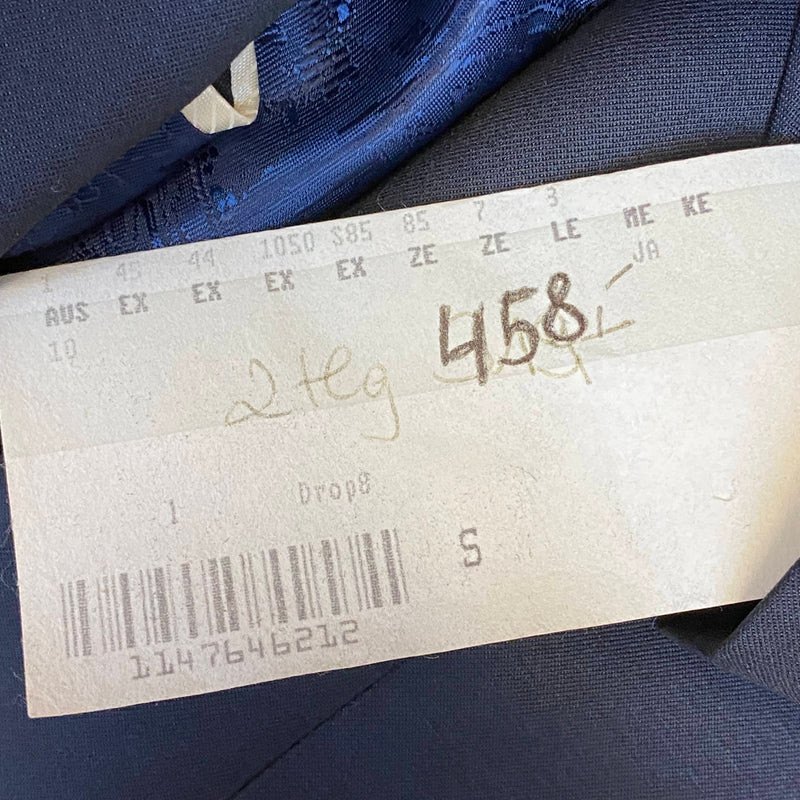 1 45 44 1050 S85 85 7 3
AUS EX EX EX EX ZE ZE LE ME KE
10 JA
2tlg 458,-
1 Drop8
S
1147646212